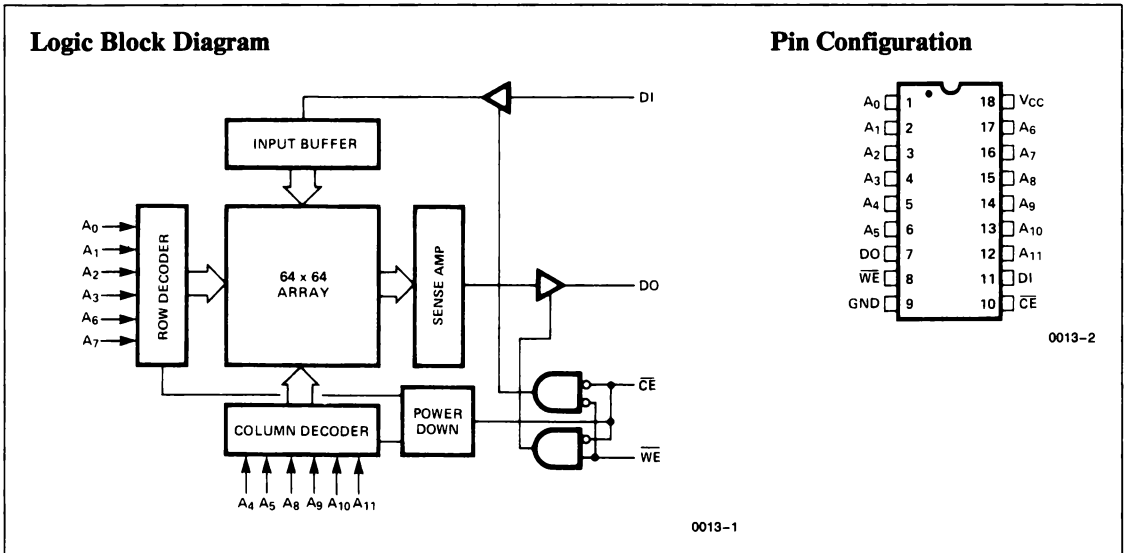 Logic Block Diagram
DI
INPUT BUFFER
A0
A1
A2
A3
A6
A7
ROW DECODER
64 x 64
ARRAY
SENSE AMP
DO
CE
POWER
DOWN
COLUMN DECODER
WE
A4 A5 A8 A9 A10 A11
0013-1
Pin Configuration
A0 1 18 VCC
A1 2 17 A6
A2 3 16 A7
A3 4 15 A8
A4 5 14 A9
A5 6 13 A10
DO 7 12 A11
WE 8 11 DI
GND 9 10 CE
0013-2